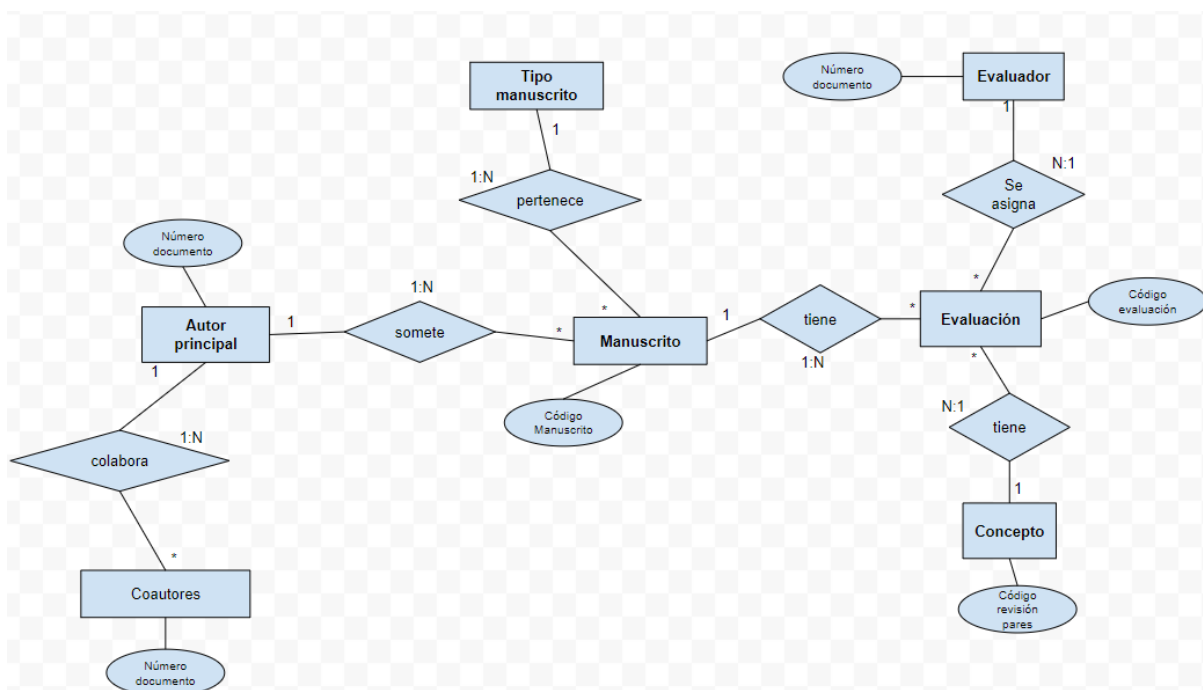 Tipo
manuscrito
1
1:N
pertenece
*
Número
documento
Evaluador
1
N:1
Se
asigna
*
Número
documento
Autor
principal
1
1:N
somete
*
Manuscrito
Código
Manuscrito
1
tiene
1:N
*
Evaluación
Código
evaluación
*
N:1
tiene
1
Concepto
Código
revisión
pares
1
1:N
colabora
*
Coautores
Número
documento